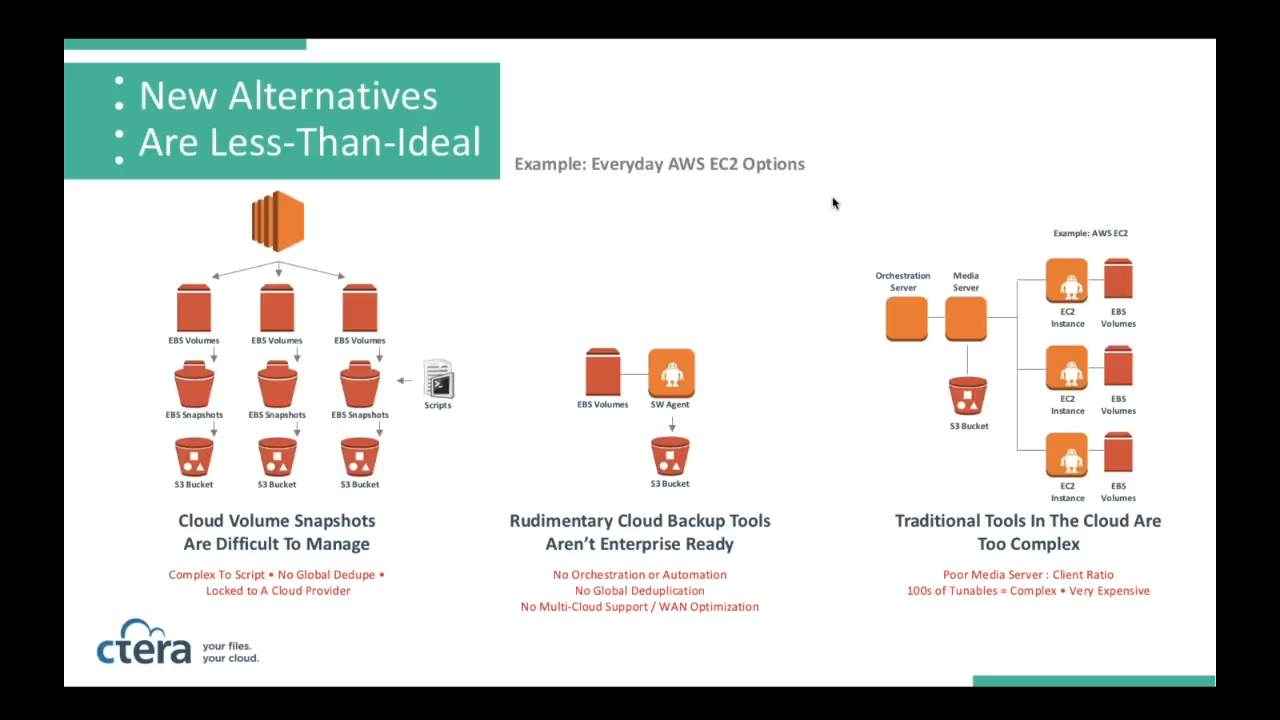 New Alternatives
Are Less-Than-Ideal
Example: Everyday AWS EC2 Options
EBS Volumes
EBS Volumes
EBS Volumes
EBS Snapshots
EBS Snapshots
EBS Snapshots
Scripts
S3 Bucket
S3 Bucket
S3 Bucket
Cloud Volume Snapshots
Are Difficult To Manage
Complex To Script • No Global Dedupe •
Locked to A Cloud Provider
EBS Volumes
SW Agent
S3 Bucket
Rudimentary Cloud Backup Tools
Aren’t Enterprise Ready
No Orchestration or Automation
No Global Deduplication
No Multi-Cloud Support / WAN Optimization
Example: AWS EC2
Orchestration
Server
Media
Server
S3 Bucket
EC2
Instance
EBS
Volumes
EC2
Instance
EBS
Volumes
EC2
Instance
EBS
Volumes
Traditional Tools In The Cloud Are
Too Complex
Poor Media Server : Client Ratio
100s of Tunables = Complex • Very Expensive
ctera
your files.
your cloud.